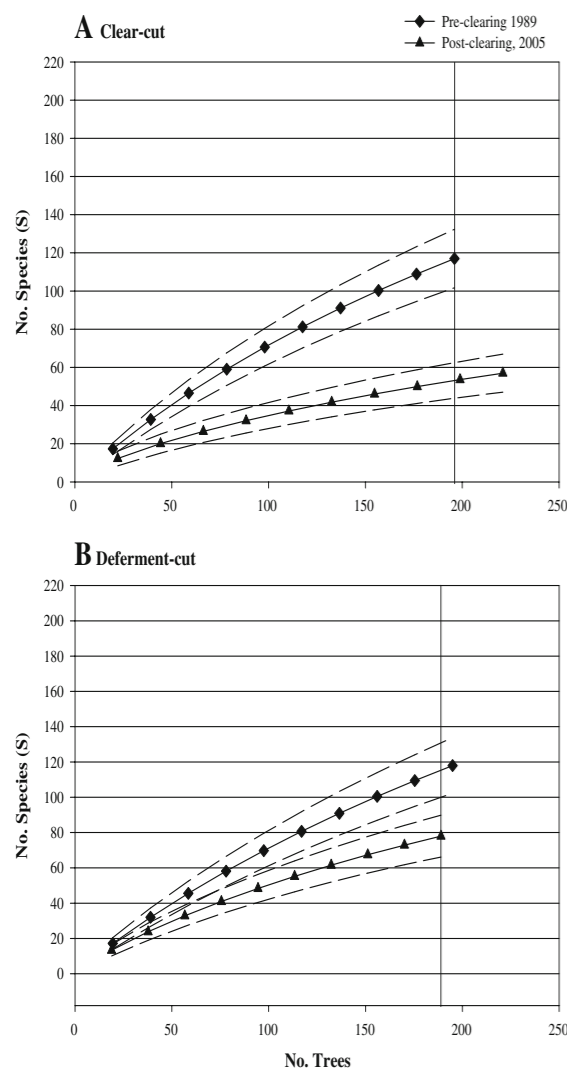 A Clear-cut
Pre-clearing 1989
Post-clearing, 2005
220
200
180
160
140
120
100
80
60
40
20
0
No. Species (S)
0 50 100 150 200 250
B Deferment-cut
220
200
180
160
140
120
100
80
60
40
20
0
No. Species (S)
0 50 100 150 200 250
No. Trees